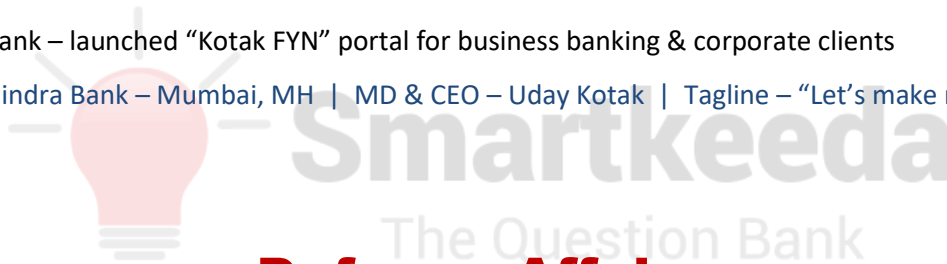 ank – launched “Kotak FYN” portal for business banking & corporate clients
indra Bank – Mumbai, MH | MD & CEO – Uday Kotak | Tagline – “Let’s make
Smartkeeda
The Question Bank